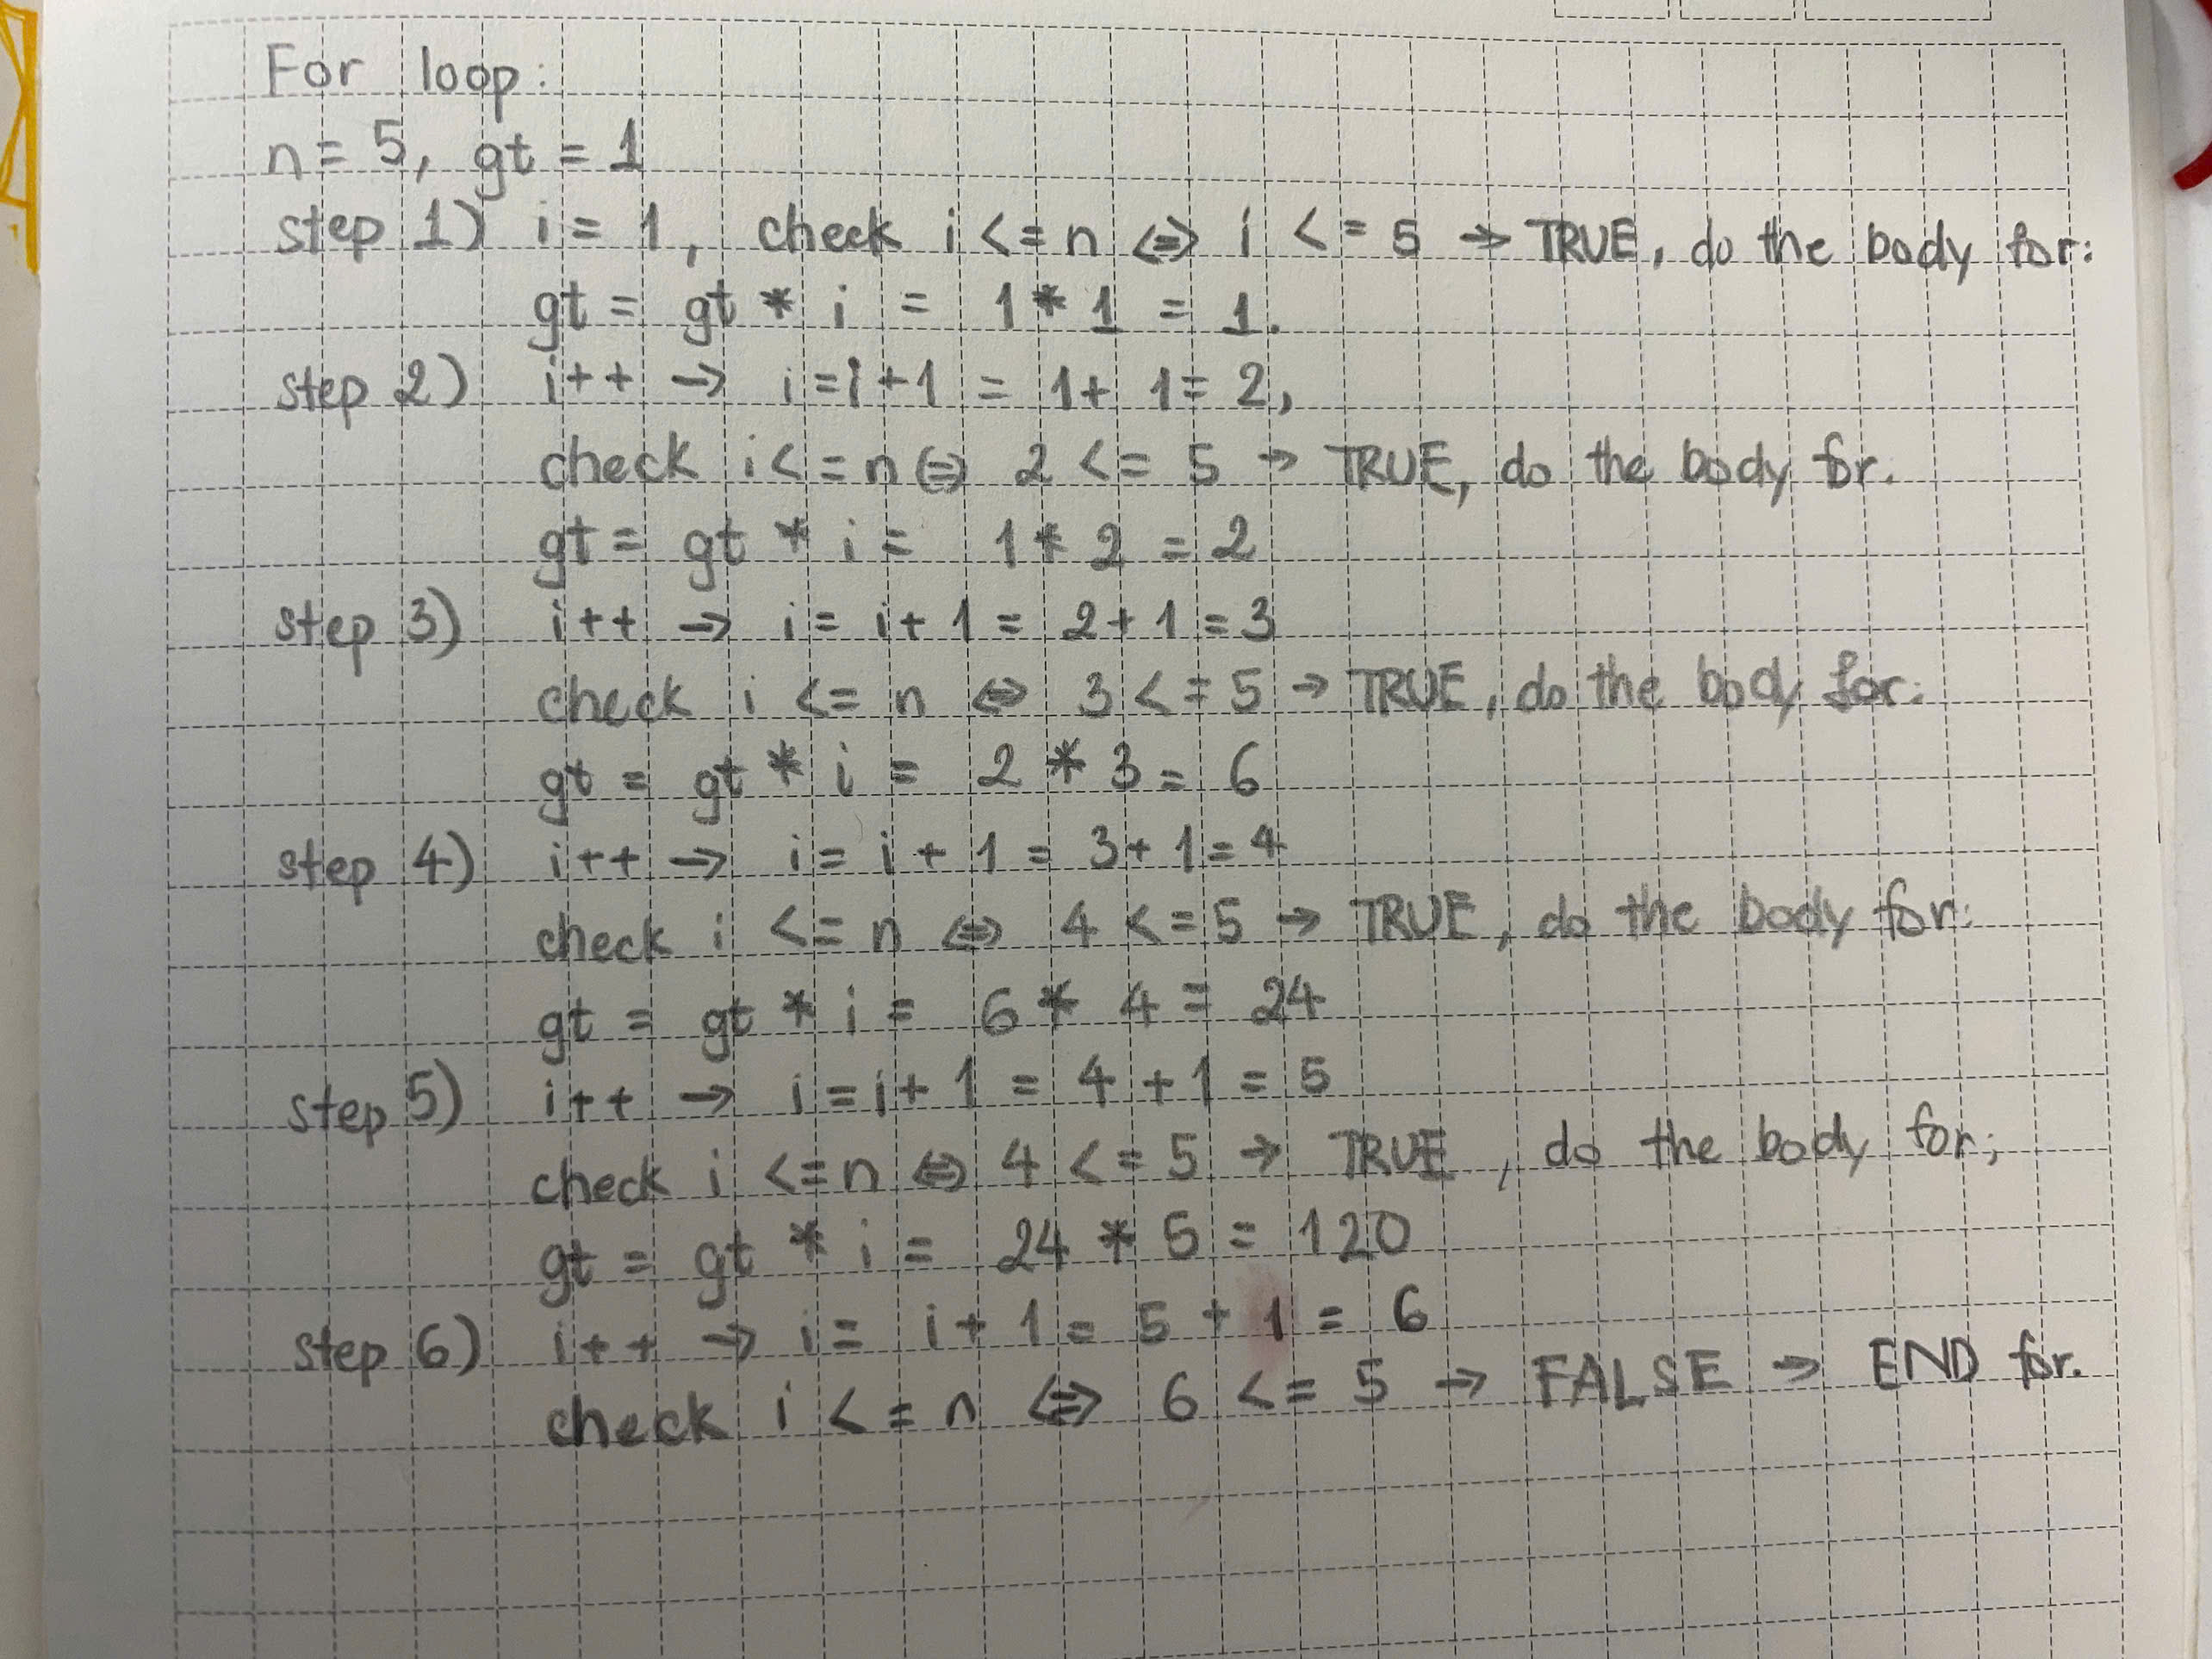 For loop:
n = 5, gt = 1
step 1) i = 1, check i <= n <=> i <= 5 → TRUE, do the body for:
gt = gt * i = 1 * 1 = 1.
step 2) i++ → i = i + 1 = 1 + 1 = 2,
check i <= n <=> 2 <= 5 → TRUE, do the body for.
gt = gt * i = 1 * 2 = 2
step 3) i++ → i = i + 1 = 2 + 1 = 3
check i <= n <=> 3 <= 5 → TRUE, do the body for:
gt = gt * i = 2 * 3 = 6
step 4) i++ → i = i + 1 = 3 + 1 = 4
check i <= n <=> 4 <= 5 → TRUE, do the body for:
gt = gt * i = 6 * 4 = 24
step 5) i++ → i = i + 1 = 4 + 1 = 5
check i <= n <=> 4 <= 5 → TRUE, do the body for;
gt = gt * i = 24 * 5 = 120
step 6) i++ → i = i + 1 = 5 + 1 = 6
check i <= n <=> 6 <= 5 → FALSE → END for.